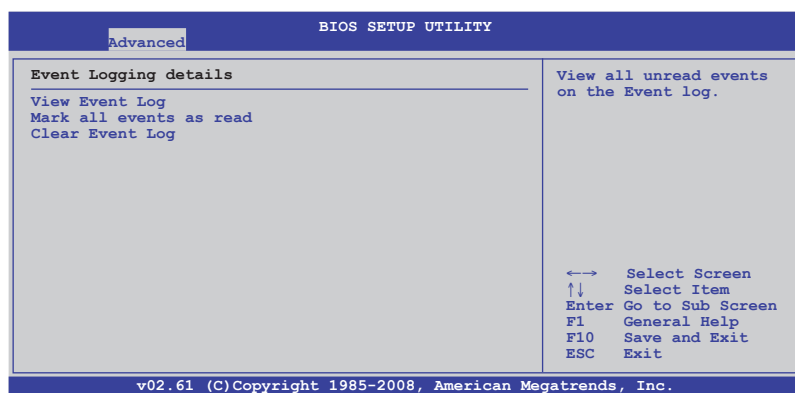 BIOS SETUP UTILITY
Advanced
Event Logging details
View Event Log
Mark all events as read
Clear Event Log
View all unread events
on the Event log.
←→ Select Screen
↑↓ Select Item
Enter Go to Sub Screen
F1 General Help
F10 Save and Exit
ESC Exit
v02.61 (C)Copyright 1985-2008, American Megatrends, Inc.